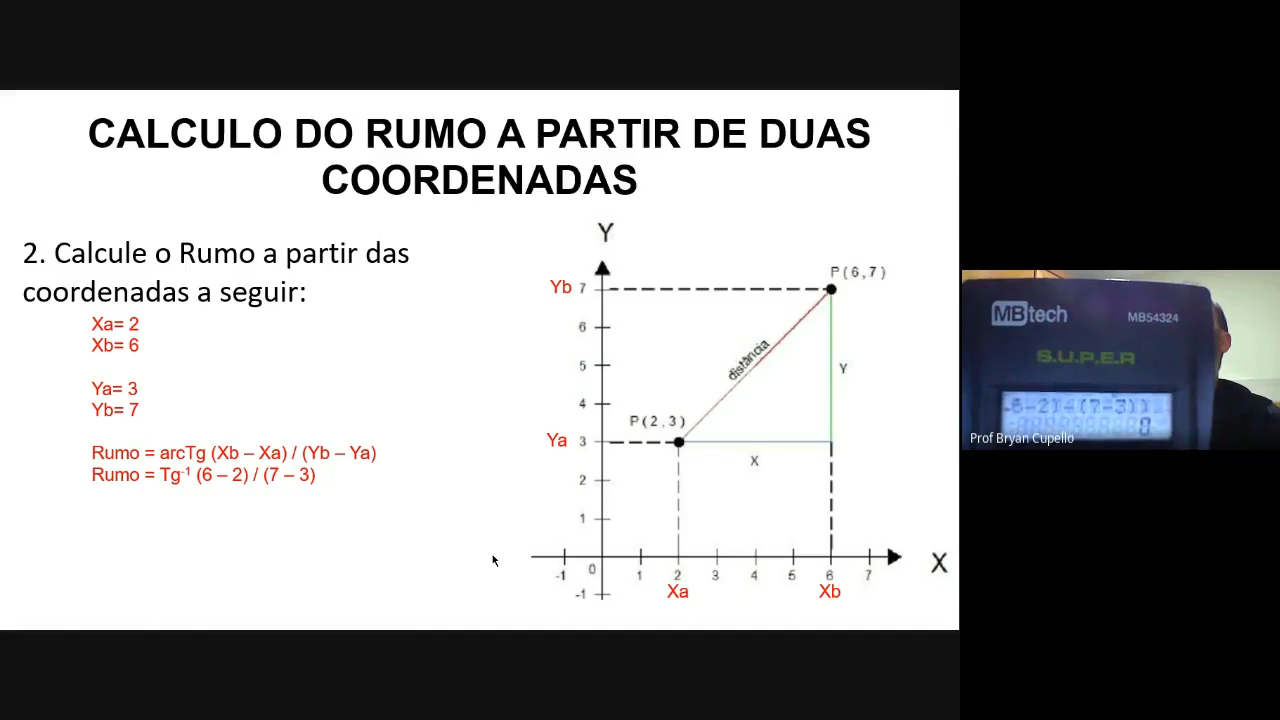 CALCULO DO RUMO A PARTIR DE DUAS
COORDENADAS
2. Calcule o Rumo a partir das
coordenadas a seguir:
Xa= 2
Xb= 6
Ya= 3
Yb= 7
Rumo = arcTg (Xb – Xa) / (Yb – Ya)
Rumo = Tg⁻¹ (6 – 2) / (7 – 3)
Y
P(6,7)
Yb 7
6
5
4
distância
Y
P(2,3)
Ya 3
X
2
1
-1 0 1 2 3 4 5 6 7
X
-1
Xa Xb
MBtech
MB54324
S.U.P.E.R
Prof Bryan Cupello